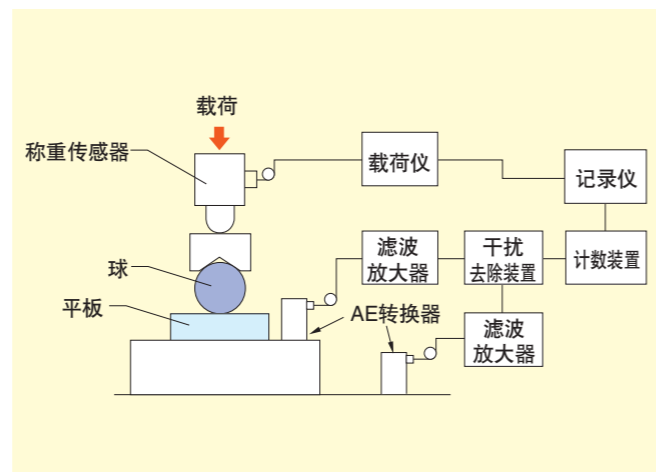 载荷
称重传感器
载荷仪
记录仪
滤波
放大器
干扰
去除装置
计数装置
球
平板
AE转换器
滤波
放大器